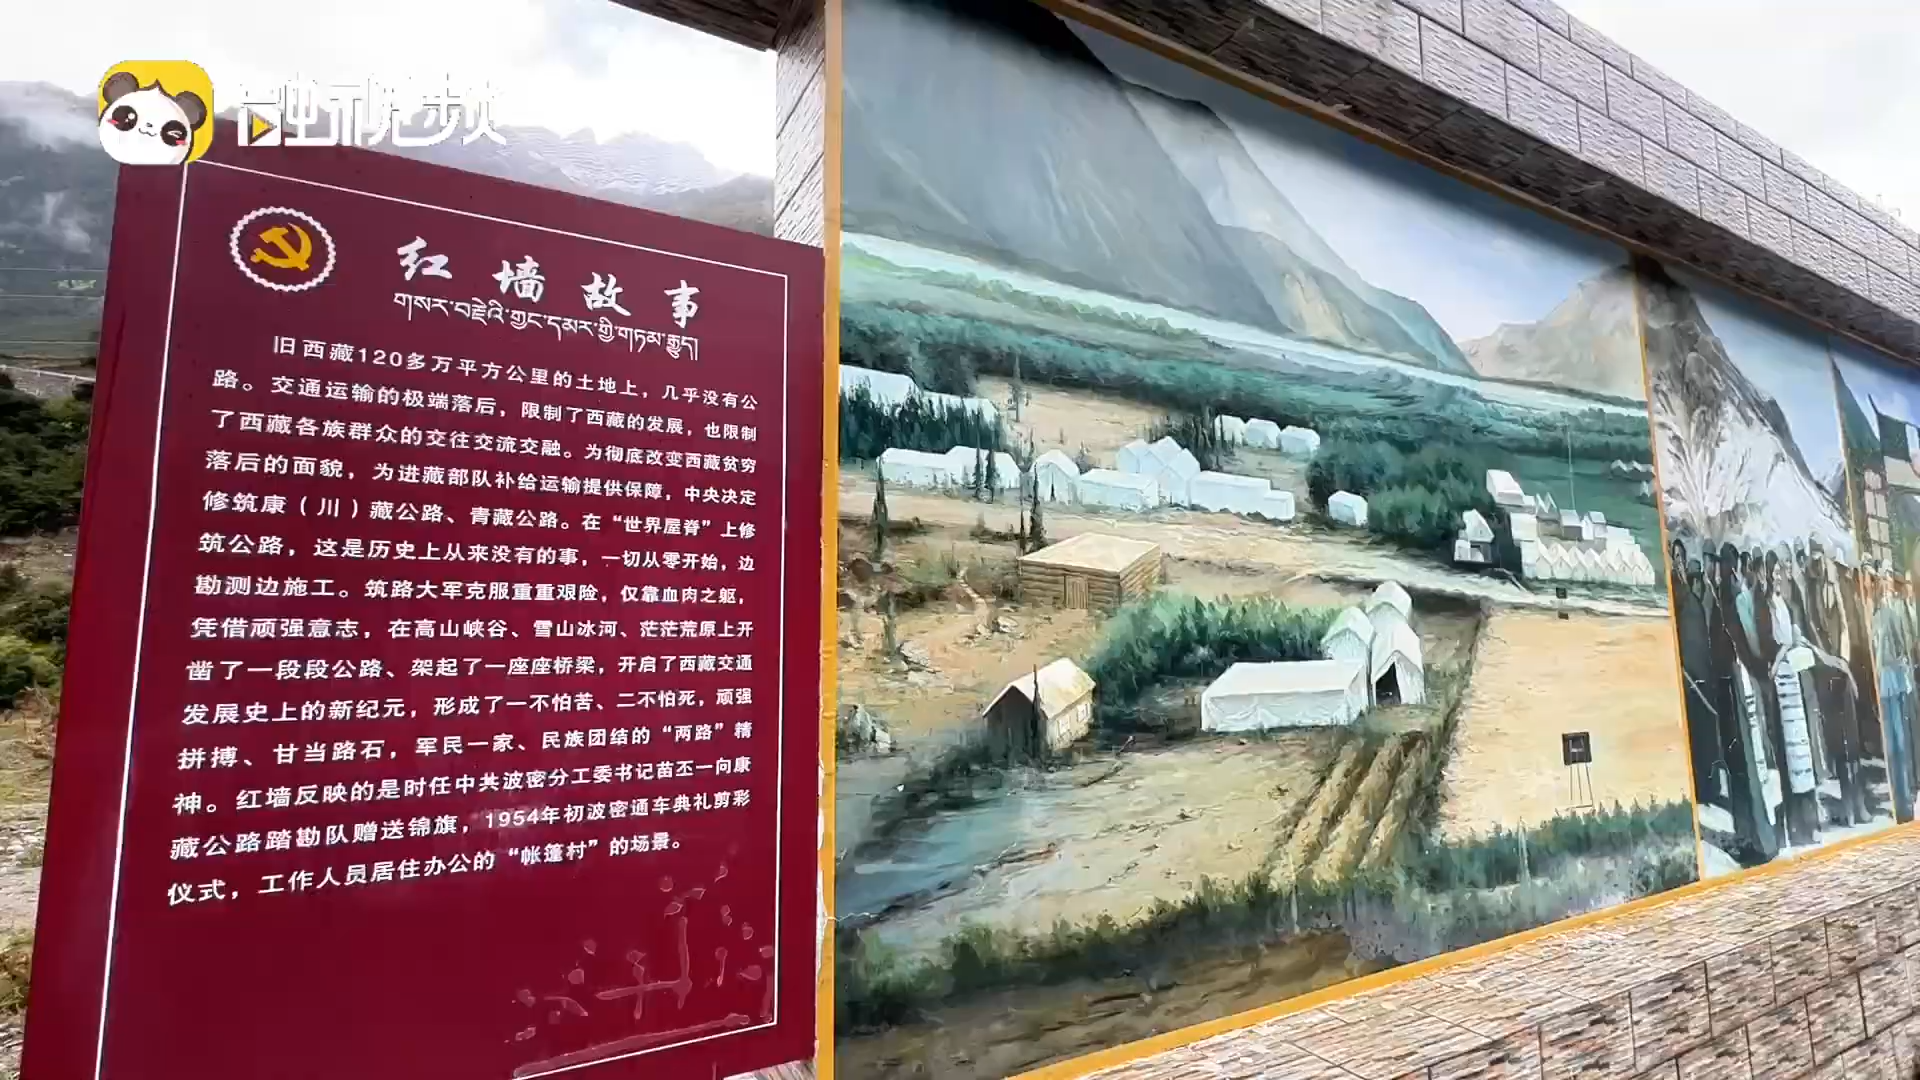 融视频
红墙故事
གསར་བརྗེའི་གྱང་དམར་གྱི་གཏམ་རྒྱུད།
旧西藏120多万平方公里的土地上，几乎没有公
路。交通运输的极端落后，限制了西藏的发展，也限制
了西藏各族群众的交往交流交融。为彻底改变西藏贫穷
落后的面貌，为进藏部队补给运输提供保障，中央决定
修筑康（川）藏公路、青藏公路。在“世界屋脊”上修
筑公路，这是历史上从来没有的事，一切从零开始，边
勘测边施工。筑路大军克服重重艰险，仅靠血肉之躯，
凭借顽强意志，在高山峡谷、雪山冰河、茫茫荒原上开
凿了一段段公路、架起了一座座桥梁，开启了西藏交通
发展史上的新纪元，形成了一不怕苦、二不怕死，顽强
拼搏、甘当路石，军民一家、民族团结的“两路”精
神。红墙反映的是时任中共波密分工委书记苗丕一向康
藏公路踏勘队赠送锦旗，1954年初波密通车典礼剪彩
仪式，工作人员居住办公的“帐篷村”的场景。